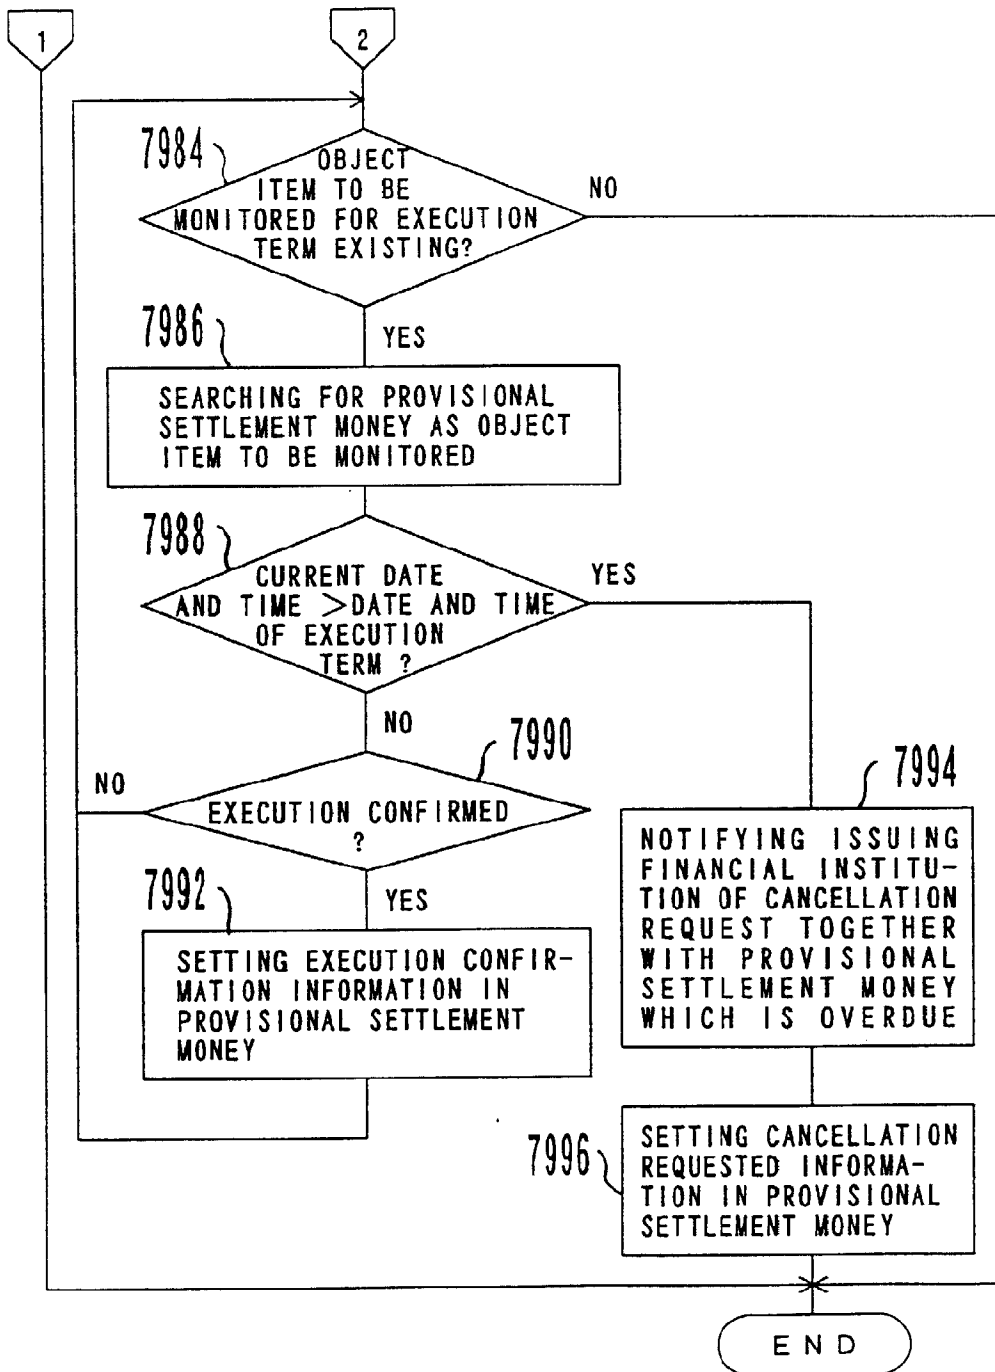 1
2
7984
OBJECT
ITEM TO BE
MONITORED FOR EXECUTION
TERM EXISTING?
NO
YES
7986
SEARCHING FOR PROVISIONAL
SETTLEMENT MONEY AS OBJECT
ITEM TO BE MONITORED
7988
CURRENT DATE
AND TIME >DATE AND TIME
OF EXECUTION
TERM ?
YES
NO
7990
NO
EXECUTION CONFIRMED
?
YES
7992
SETTING EXECUTION CONFIR-
MATION INFORMATION IN
PROVISIONAL SETTLEMENT
MONEY
7994
NOTIFYING ISSUING
FINANCIAL INSTITU-
TION OF CANCELLATION
REQUEST TOGETHER
WITH PROVISIONAL
SETTLEMENT MONEY
WHICH IS OVERDUE
7996
SETTING CANCELLATION
REQUESTED INFORMA-
TION IN PROVISIONAL
SETTLEMENT MONEY
END